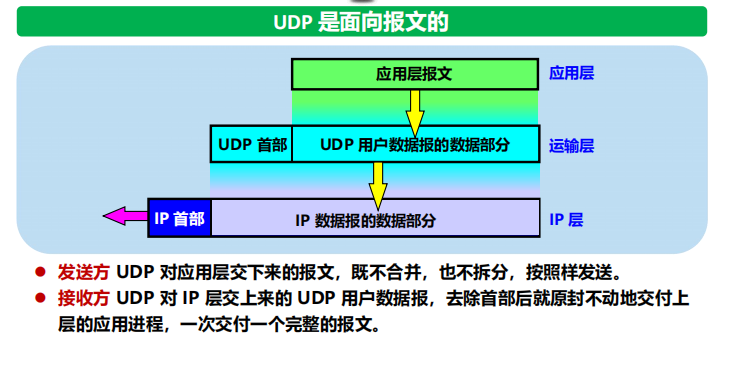 UDP 是面向报文的
应用层报文 应用层
UDP 首部 UDP 用户数据报的数据部分 运输层
IP 首部 IP 数据报的数据部分 IP 层
● 发送方 UDP 对应用层交下来的报文，既不合并，也不拆分，按照样发送。
● 接收方 UDP 对 IP 层交上来的 UDP 用户数据报，去除首部后就原封不动地交付上
层的应用进程，一次交付一个完整的报文。